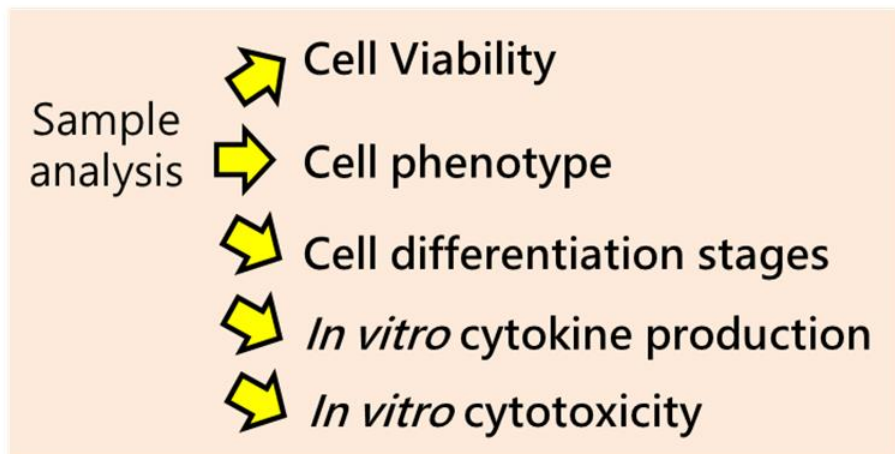 Sample
analysis
Cell Viability
Cell phenotype
Cell differentiation stages
In vitro cytokine production
In vitro cytotoxicity